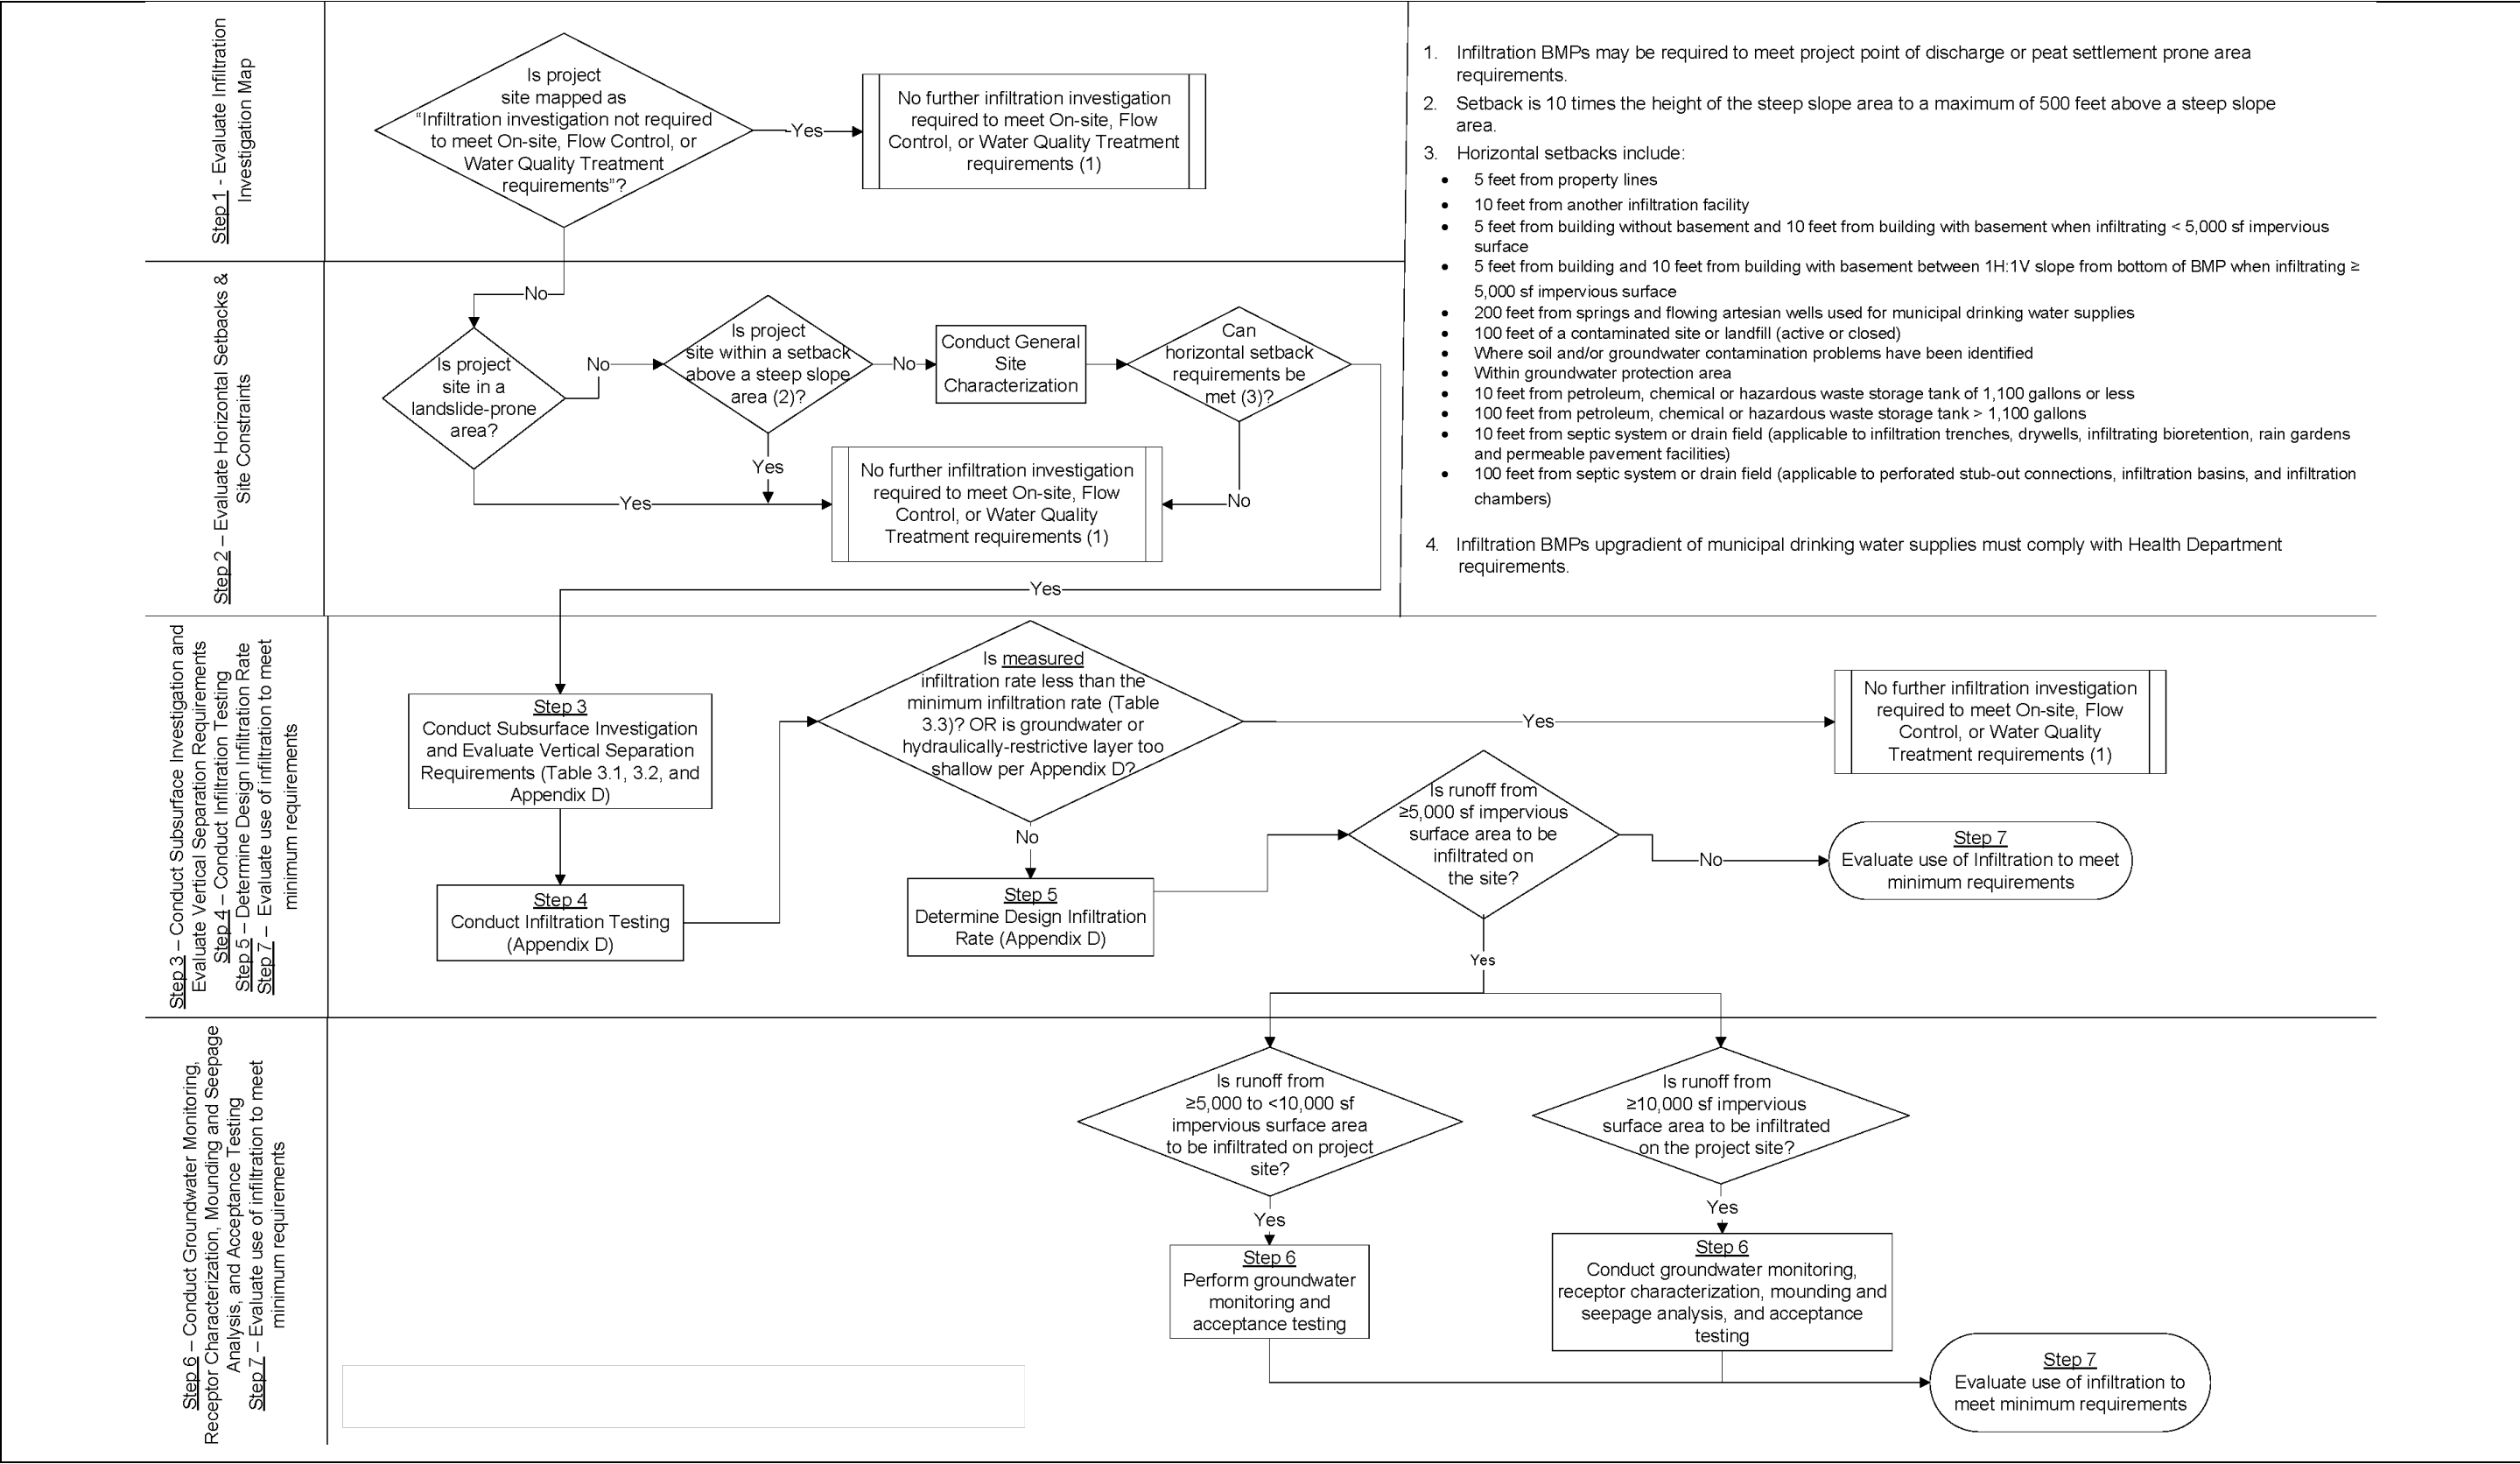 Step 1 - Evaluate Infiltration
Investigation Map
Is project
site mapped as
“Infiltration investigation not required
to meet On-site, Flow Control, or
Water Quality Treatment
requirements”?
Yes
No further infiltration investigation
required to meet On-site, Flow
Control, or Water Quality Treatment
requirements (1)
1. Infiltration BMPs may be required to meet project point of discharge or peat settlement prone area
requirements.
2. Setback is 10 times the height of the steep slope area to a maximum of 500 feet above a steep slope
area.
3. Horizontal setbacks include:
• 5 feet from property lines
• 10 feet from another infiltration facility
• 5 feet from building without basement and 10 feet from building with basement when infiltrating < 5,000 sf impervious
surface
• 5 feet from building and 10 feet from building with basement between 1H:1V slope from bottom of BMP when infiltrating ≥
5,000 sf impervious surface
• 200 feet from springs and flowing artesian wells used for municipal drinking water supplies
• 100 feet of a contaminated site or landfill (active or closed)
• Where soil and/or groundwater contamination problems have been identified
• Within groundwater protection area
• 10 feet from petroleum, chemical or hazardous waste storage tank of 1,100 gallons or less
• 100 feet from petroleum, chemical or hazardous waste storage tank > 1,100 gallons
• 10 feet from septic system or drain field (applicable to infiltration trenches, drywells, infiltrating bioretention, rain gardens
and permeable pavement facilities)
• 100 feet from septic system or drain field (applicable to perforated stub-out connections, infiltration basins, and infiltration
chambers)
4. Infiltration BMPs upgradient of municipal drinking water supplies must comply with Health Department
requirements.
Step 2 – Evaluate Horizontal Setbacks &
Site Constraints
No
Is project
site in a
landslide-prone
area?
No
Is project
site within a setback
above a steep slope
area (2)?
No
Conduct General
Site
Characterization
Can
horizontal setback
requirements be
met (3)?
Yes
Yes
No further infiltration investigation
required to meet On-site, Flow
Control, or Water Quality
Treatment requirements (1)
No
Yes
Step 3 – Conduct Subsurface Investigation and
Evaluate Vertical Separation Requirements
Step 4 – Conduct Infiltration Testing
Step 5 – Determine Design Infiltration Rate
Step 7 – Evaluate use of infiltration to meet
minimum requirements
Step 3
Conduct Subsurface Investigation
and Evaluate Vertical Separation
Requirements (Table 3.1, 3.2, and
Appendix D)
Step 4
Conduct Infiltration Testing
(Appendix D)
Is measured
infiltration rate less than the
minimum infiltration rate (Table
3.3)? OR is groundwater or
hydraulically-restrictive layer too
shallow per Appendix D?
Yes
No further infiltration investigation
required to meet On-site, Flow
Control, or Water Quality
Treatment requirements (1)
No
Step 5
Determine Design Infiltration
Rate (Appendix D)
Is runoff from
≥5,000 sf impervious
surface area to be
infiltrated on
the site?
No
Step 7
Evaluate use of Infiltration to meet
minimum requirements
Yes
Step 6 – Conduct Groundwater Monitoring,
Receptor Characterization, Mounding and Seepage
Analysis, and Acceptance Testing
Step 7 – Evaluate use of infiltration to meet
minimum requirements
Is runoff from
≥5,000 to <10,000 sf
impervious surface area
to be infiltrated on project
site?
Is runoff from
≥10,000 sf impervious
surface area to be infiltrated
on the project site?
Yes
Yes
Step 6
Perform groundwater
monitoring and
acceptance testing
Step 6
Conduct groundwater monitoring,
receptor characterization, mounding and
seepage analysis, and acceptance
testing
Step 7
Evaluate use of infiltration to
meet minimum requirements